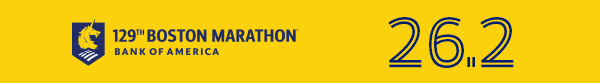 129TH BOSTON MARATHON®
BANK OF AMERICA
26.2